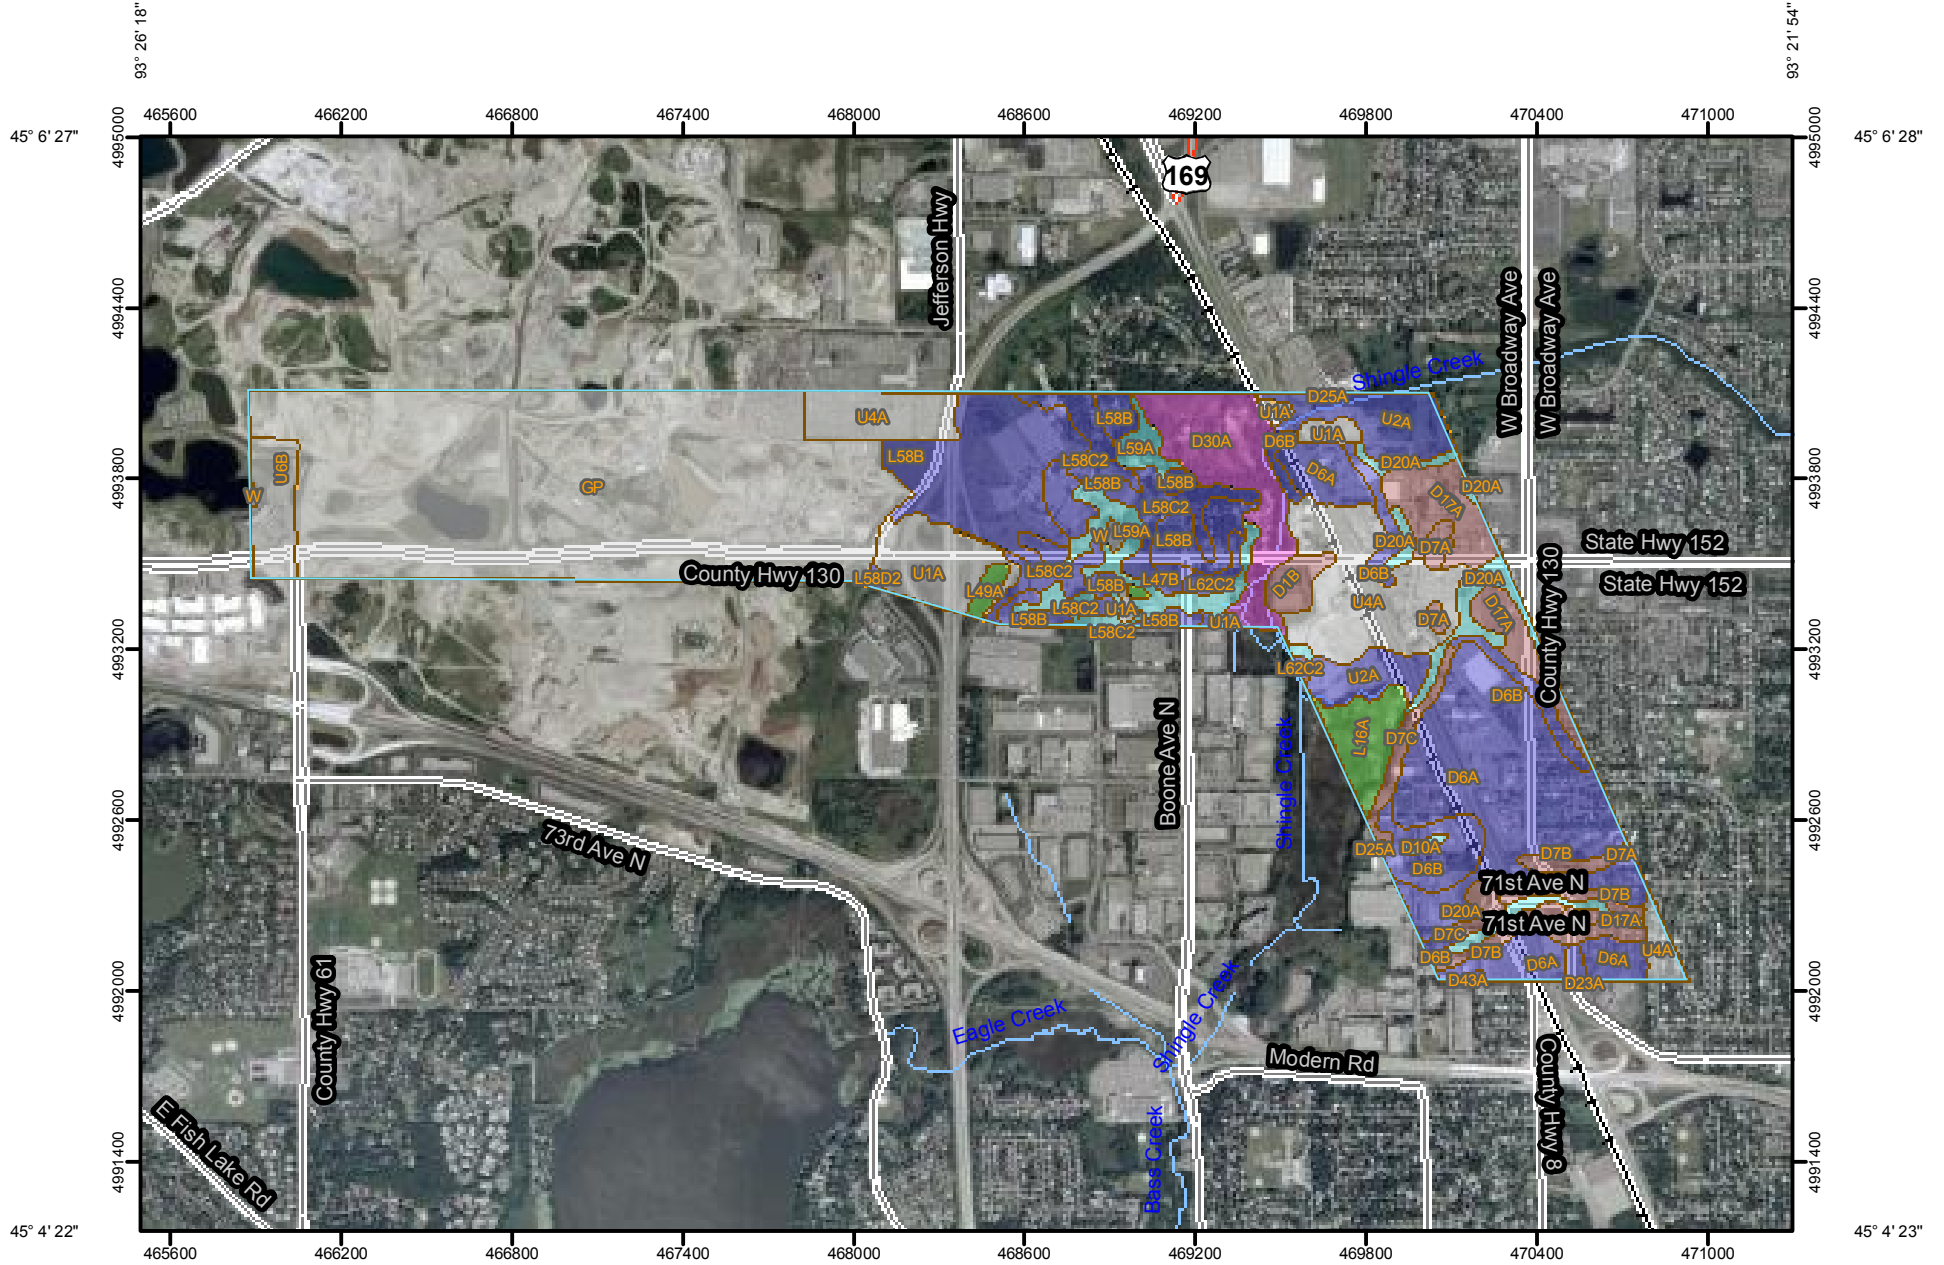 93° 26' 18"
93° 21' 54"
465600 466200 466800 467400 468000 468600 469200 469800 470400 471000
45° 6' 27"
45° 6' 28"
4995000
4994400
4993800
4993200
4992600
4992000
4991400
4995000
4994400
4993800
4993200
4992600
4992000
4991400
169
Jefferson Hwy
W Broadway Ave
W Broadway Ave
Shingle Creek
D25A
U4A
L58B
U1A
U2A
D30A
D6B
U1A
L58B
L59A
L58C2
D20A
U6B
W
GP
L58B
L58B
D6A
D20A
L58C2
D17A
W
L59A
L58B
D20A
D7A
State Hwy 152
County Hwy 130
L58D2
U1A
L58C2
L58B
L47B
L62C2
D1B
D6B
D20A
State Hwy 152
L49A
L58C2
U1A
U4A
D7A
D17A
L58B
L58B
U1A
L58C2
County Hwy 130
L62C2
U2A
D6B
L16A
D7C
Boone Ave N
Shingle Creek
D6A
73rd Ave N
D25A
D10A
D6B
D7B
D7A
71st Ave N
D7B
D20A
71st Ave N
D17A
D7C
D6B
D7B
D6A
D6A
U4A
D43A
D23A
County Hwy 61
Eagle Creek
Shingle Creek
Modern Rd
E Fish Lake Rd
Bass Creek
County Hwy 8
45° 4' 22"
45° 4' 23"
465600 466200 466800 467400 468000 468600 469200 469800 470400 471000